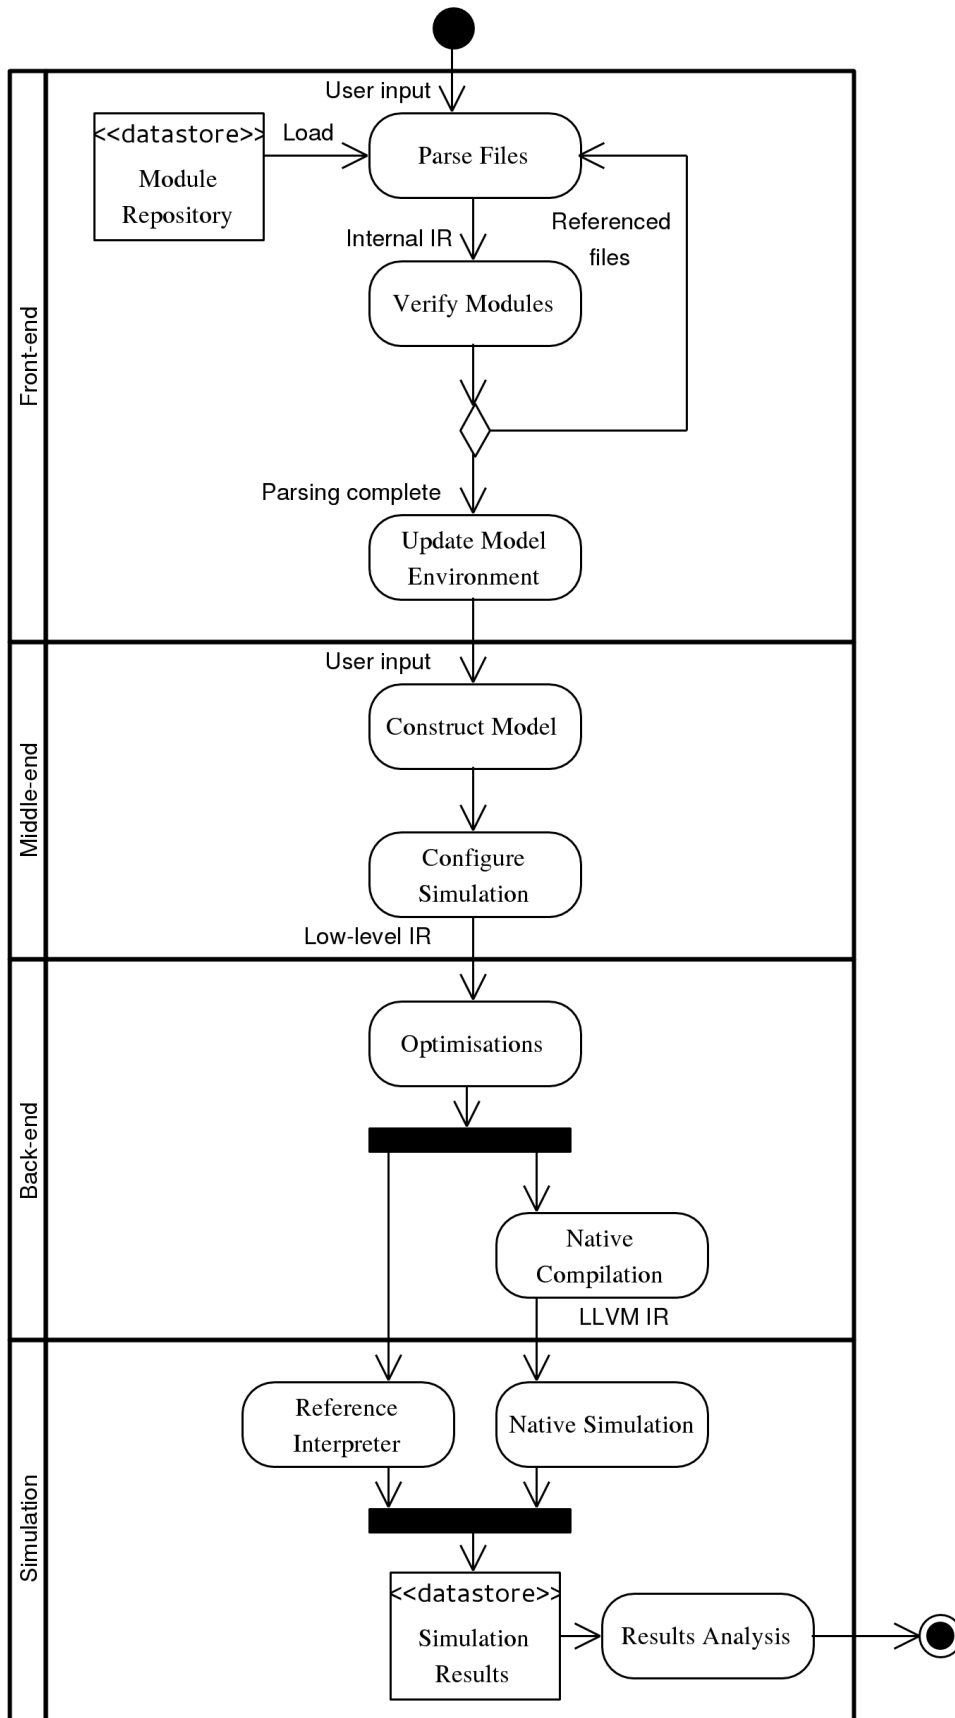 User input
<<datastore>>
Load
Module
Repository
Parse Files
Referenced
files
Internal IR
Verify Modules
Front-end
Parsing complete
Update Model
Environment
User input
Construct Model
Middle-end
Configure
Simulation
Low-level IR
Optimisations
Back-end
Native
Compilation
LLVM IR
Reference
Interpreter
Native Simulation
Simulation
<<datastore>>
Simulation
Results
Results Analysis